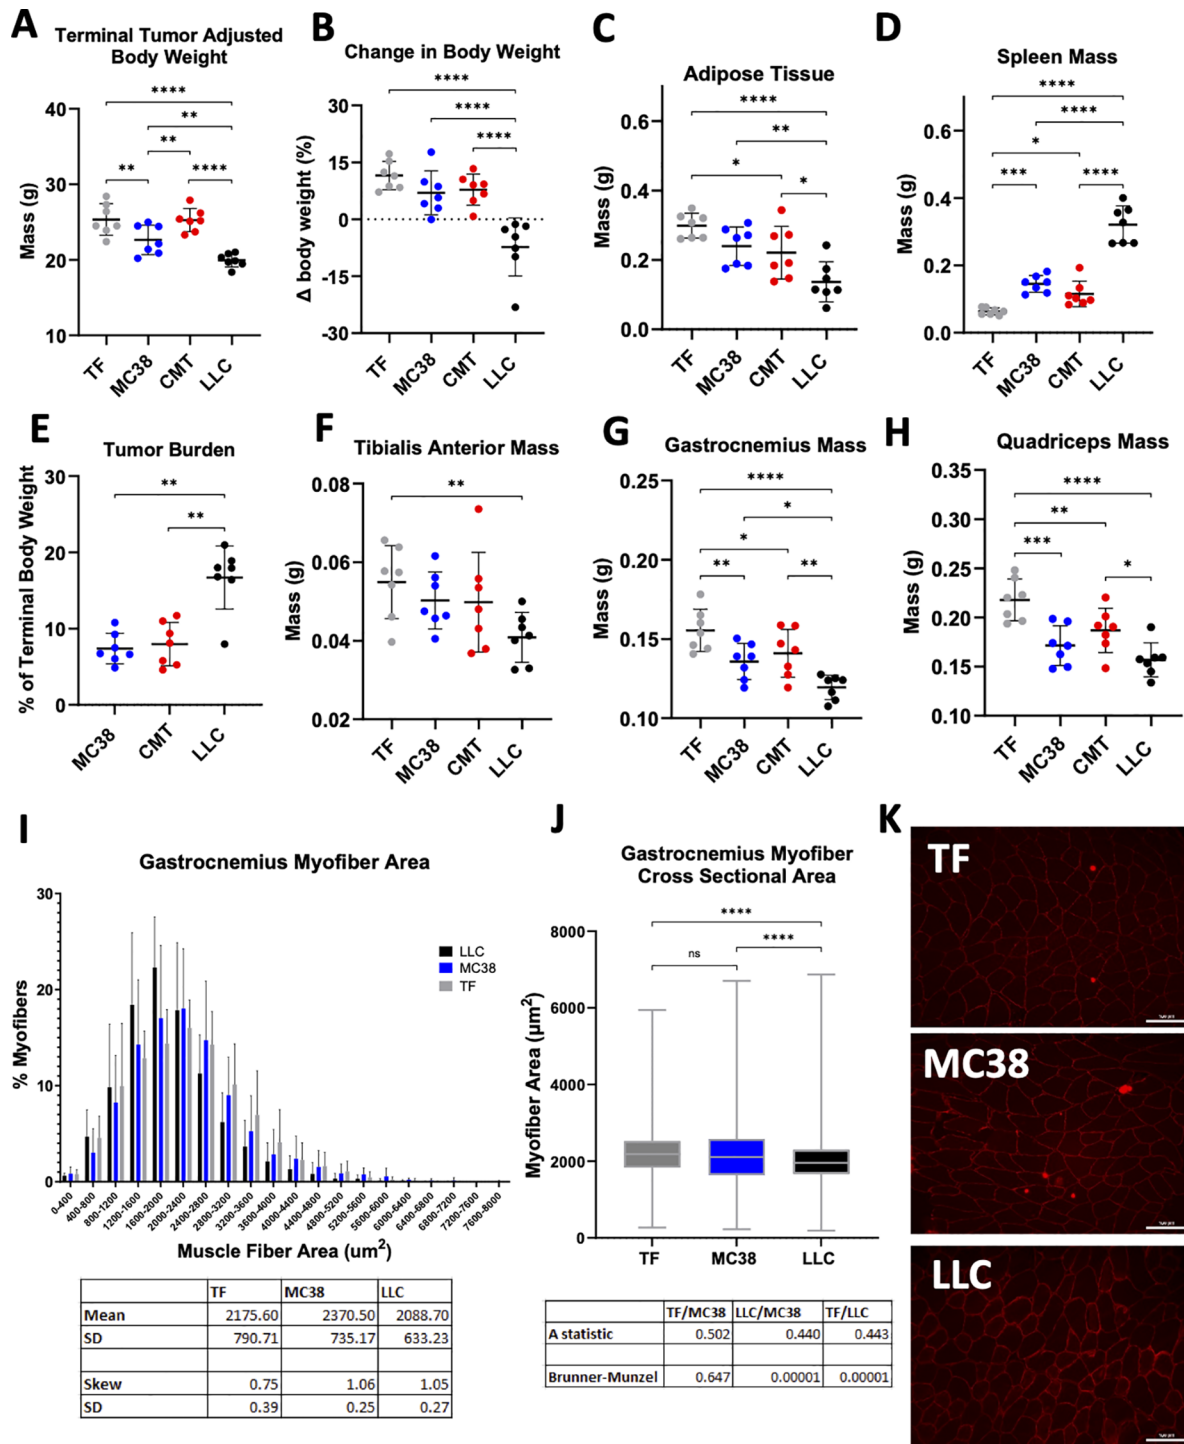 A
Terminal Tumor Adjusted
Body Weight
Mass (g)
40
30
20
10
****
**
**
**
****
TF
MC38
CMT
LLC
B
Change in Body Weight
Δ body weight (%)
30
15
0
-15
-30
****
****
****
TF
MC38
CMT
LLC
C
Adipose Tissue
Mass (g)
0.6
0.4
0.2
0.0
****
**
*
*
TF
MC38
CMT
LLC
D
Spleen Mass
Mass (g)
0.6
0.4
0.2
0.0
****
****
*
***
****
TF
MC38
CMT
LLC
E
Tumor Burden
% of Terminal Body Weight
30
20
10
0
**
**
MC38
CMT
LLC
F
Tibialis Anterior Mass
Mass (g)
0.08
0.06
0.04
0.02
**
TF
MC38
CMT
LLC
G
Gastrocnemius Mass
Mass (g)
0.25
0.20
0.15
0.10
****
*
*
**
**
TF
MC38
CMT
LLC
H
Quadriceps Mass
Mass (g)
0.35
0.30
0.25
0.20
0.15
0.10
****
**
***
*
TF
MC38
CMT
LLC
I
Gastrocnemius Myofiber Area
% Myofibers
30
20
10
0
LLC
MC38
TF
0-400
400-800
800-1200
1200-1600
1600-2000
2000-2400
2400-2800
2800-3200
3200-3600
3600-4000
4000-4400
4400-4800
4800-5200
5200-5600
5600-6000
6000-6400
6400-6800
6800-7200
7200-7600
7600-8000
Muscle Fiber Area (um²)
TF MC38 LLC
Mean 2175.60 2370.50 2088.70
SD 790.71 735.17 633.23
Skew 0.75 1.06 1.05
SD 0.39 0.25 0.27
J
Gastrocnemius Myofiber
Cross Sectional Area
Myofiber Area (µm²)
8000
6000
4000
2000
0
****
ns
****
TF
MC38
LLC
TF/MC38 LLC/MC38 TF/LLC
A statistic 0.502 0.440 0.443
Brunner-Munzel 0.647 0.00001 0.00001
K
TF
MC38
LLC